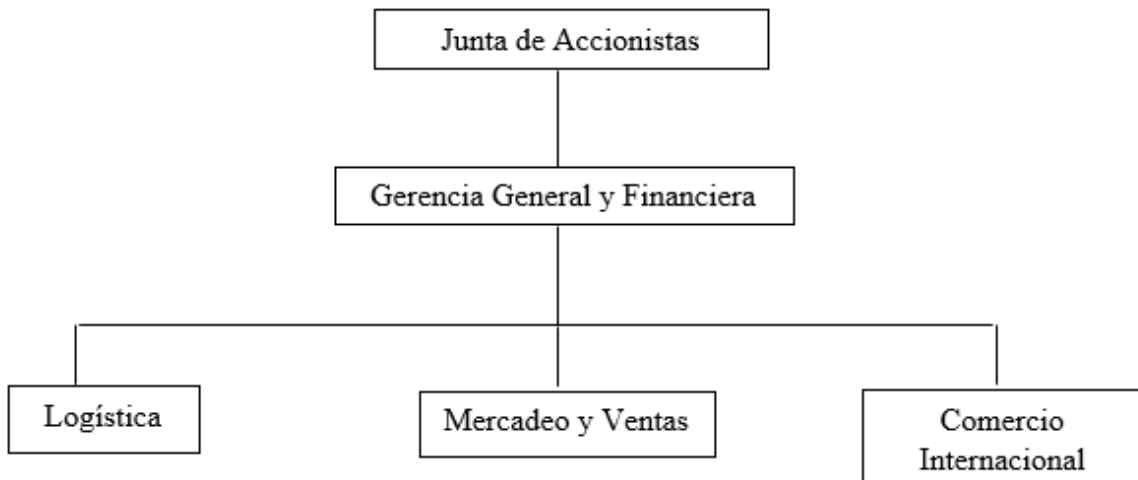 Junta de Accionistas
Gerencia General y Financiera
Logística
Mercadeo y Ventas
Comercio
Internacional